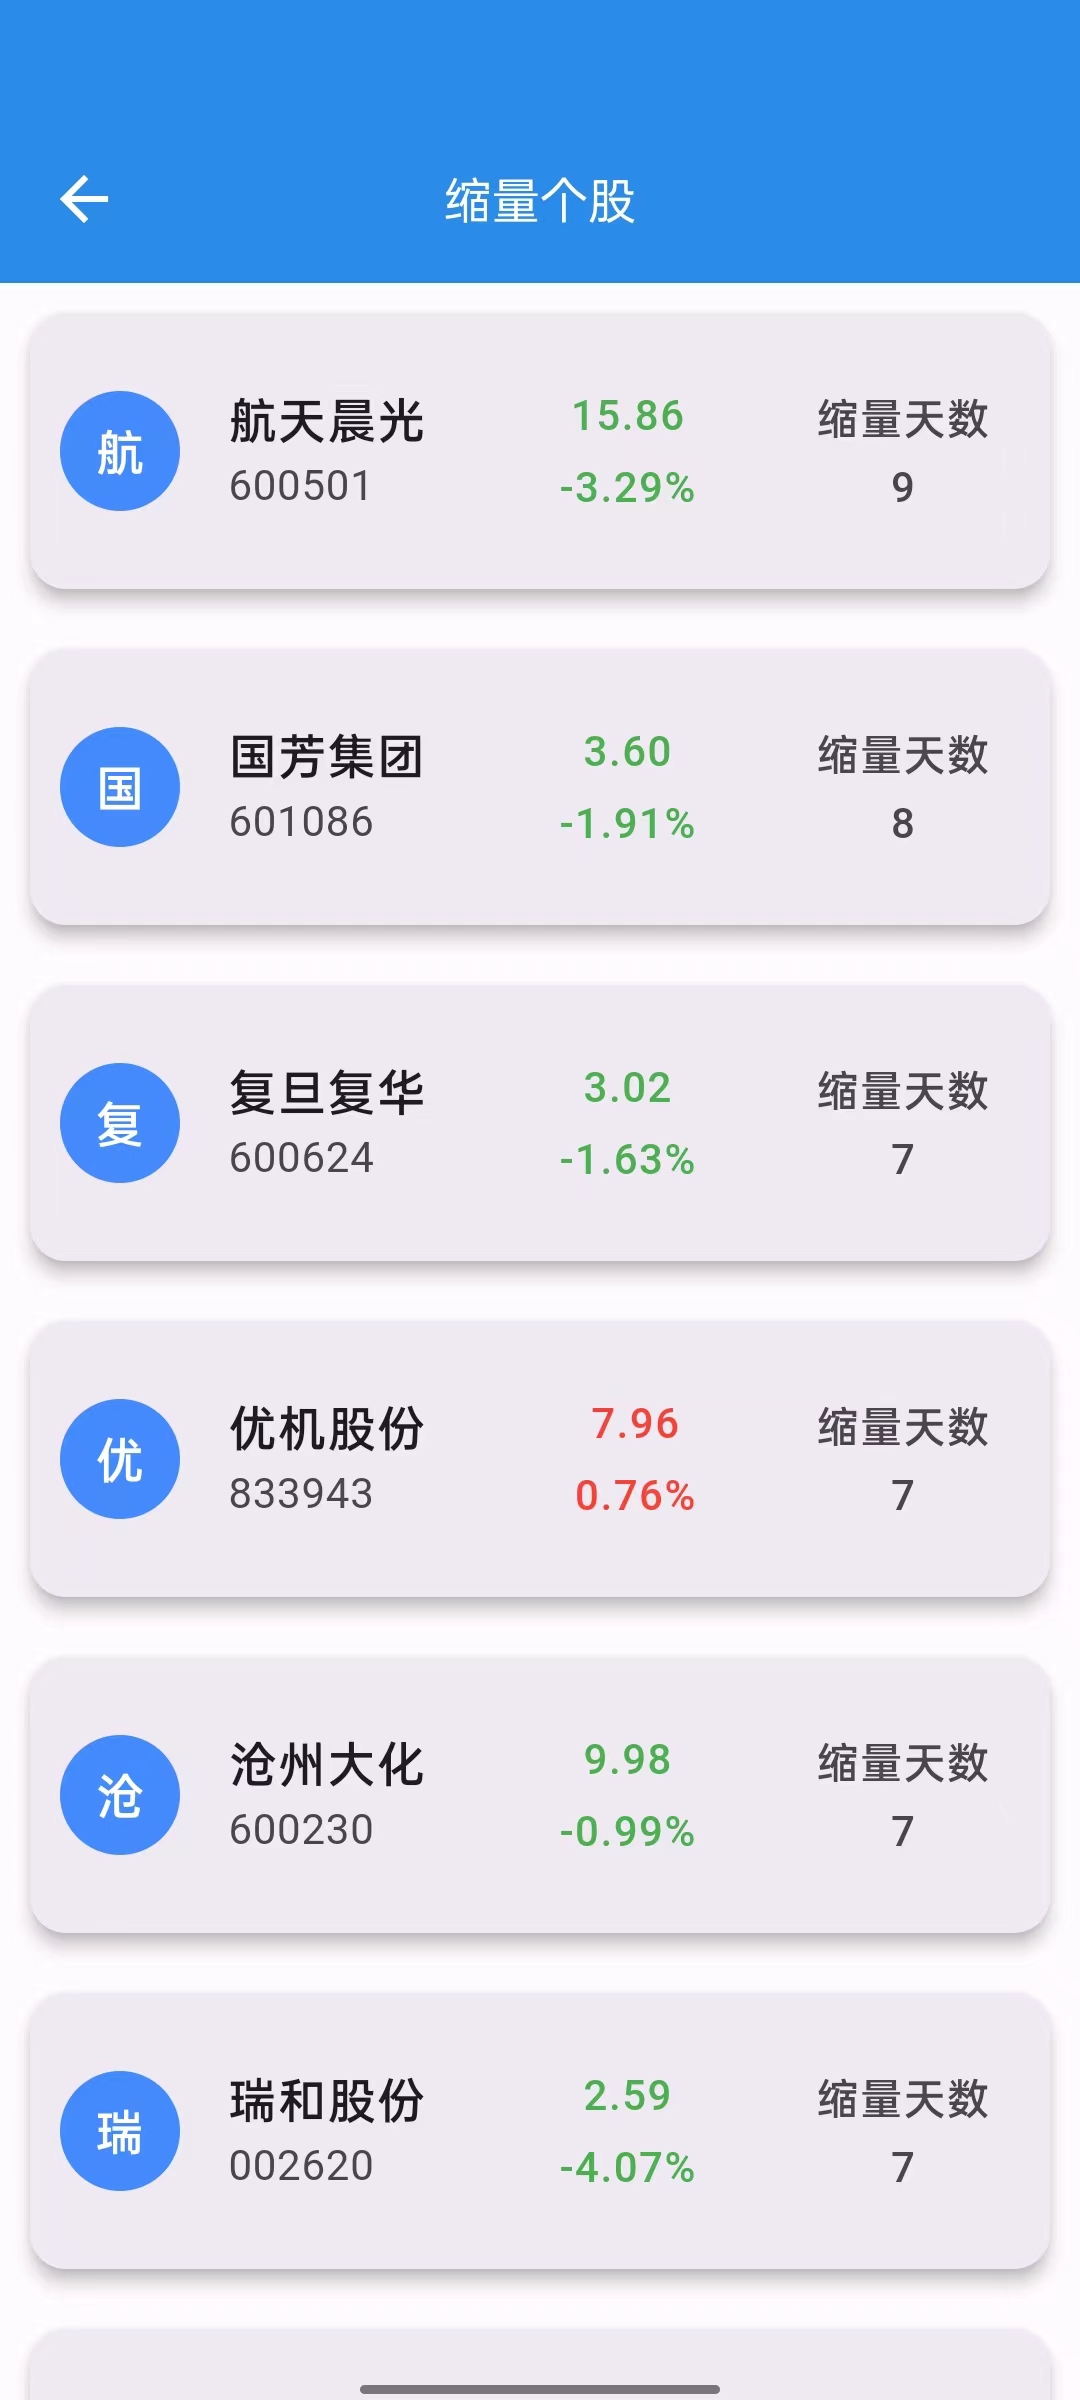 缩量个股
航
航天晨光
600501
15.86
-3.29%
缩量天数
9
国
国芳集团
601086
3.60
-1.91%
缩量天数
8
复
复旦复华
600624
3.02
-1.63%
缩量天数
7
优
优机股份
833943
7.96
0.76%
缩量天数
7
沧
沧州大化
600230
9.98
-0.99%
缩量天数
7
瑞
瑞和股份
002620
2.59
-4.07%
缩量天数
7